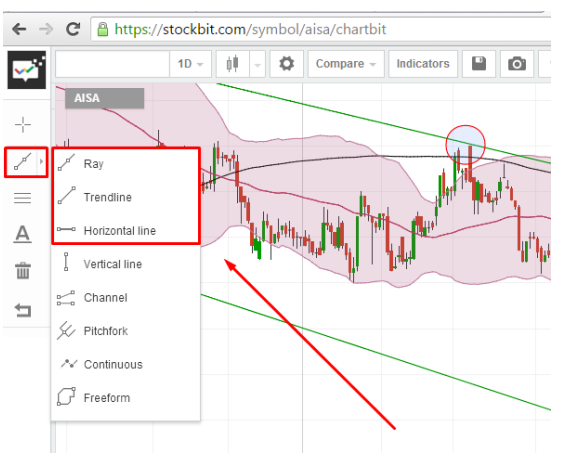 https://stockbit.com/symbol/aisa/chartbit
1D Compare Indicators
AISA
Ray
Trendline
Horizontal line
A
Vertical line
Channel
Pitchfork
Continuous
Freeform